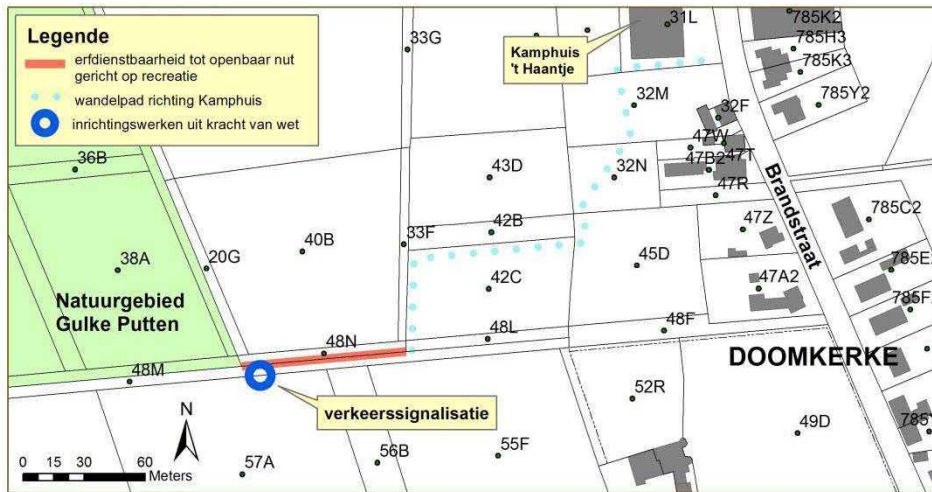 Legende
erfdienstbaarheid tot openbaar nut
gericht op recreatie
wandelpad richting Kamphuis
inrichtingswerken uit kracht van wet
Kamphuis
't Haantje
33G
31L
785K2
785H3
785K3
785Y2
32M
32F
36B
43D
32N
47W
47T
47B2
47R
Brandstraat
38A
20G
40B
33F
42B
45D
47Z
785C2
Natuurgebied
Gulke Putten
42C
47A2
785E
785F
48N
48L
48F
DOOMKERKE
48M
verkeerssignalisatie
52R
49D
N
57A
56B
55F
0 15 30 60
Meters